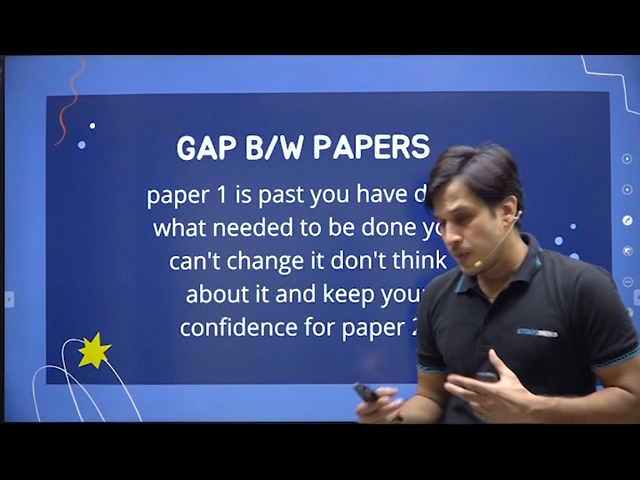 GAP B/W PAPERS
paper 1 is past you have
what needed to be done
can't change it don't think
about it and keep your
confidence for paper